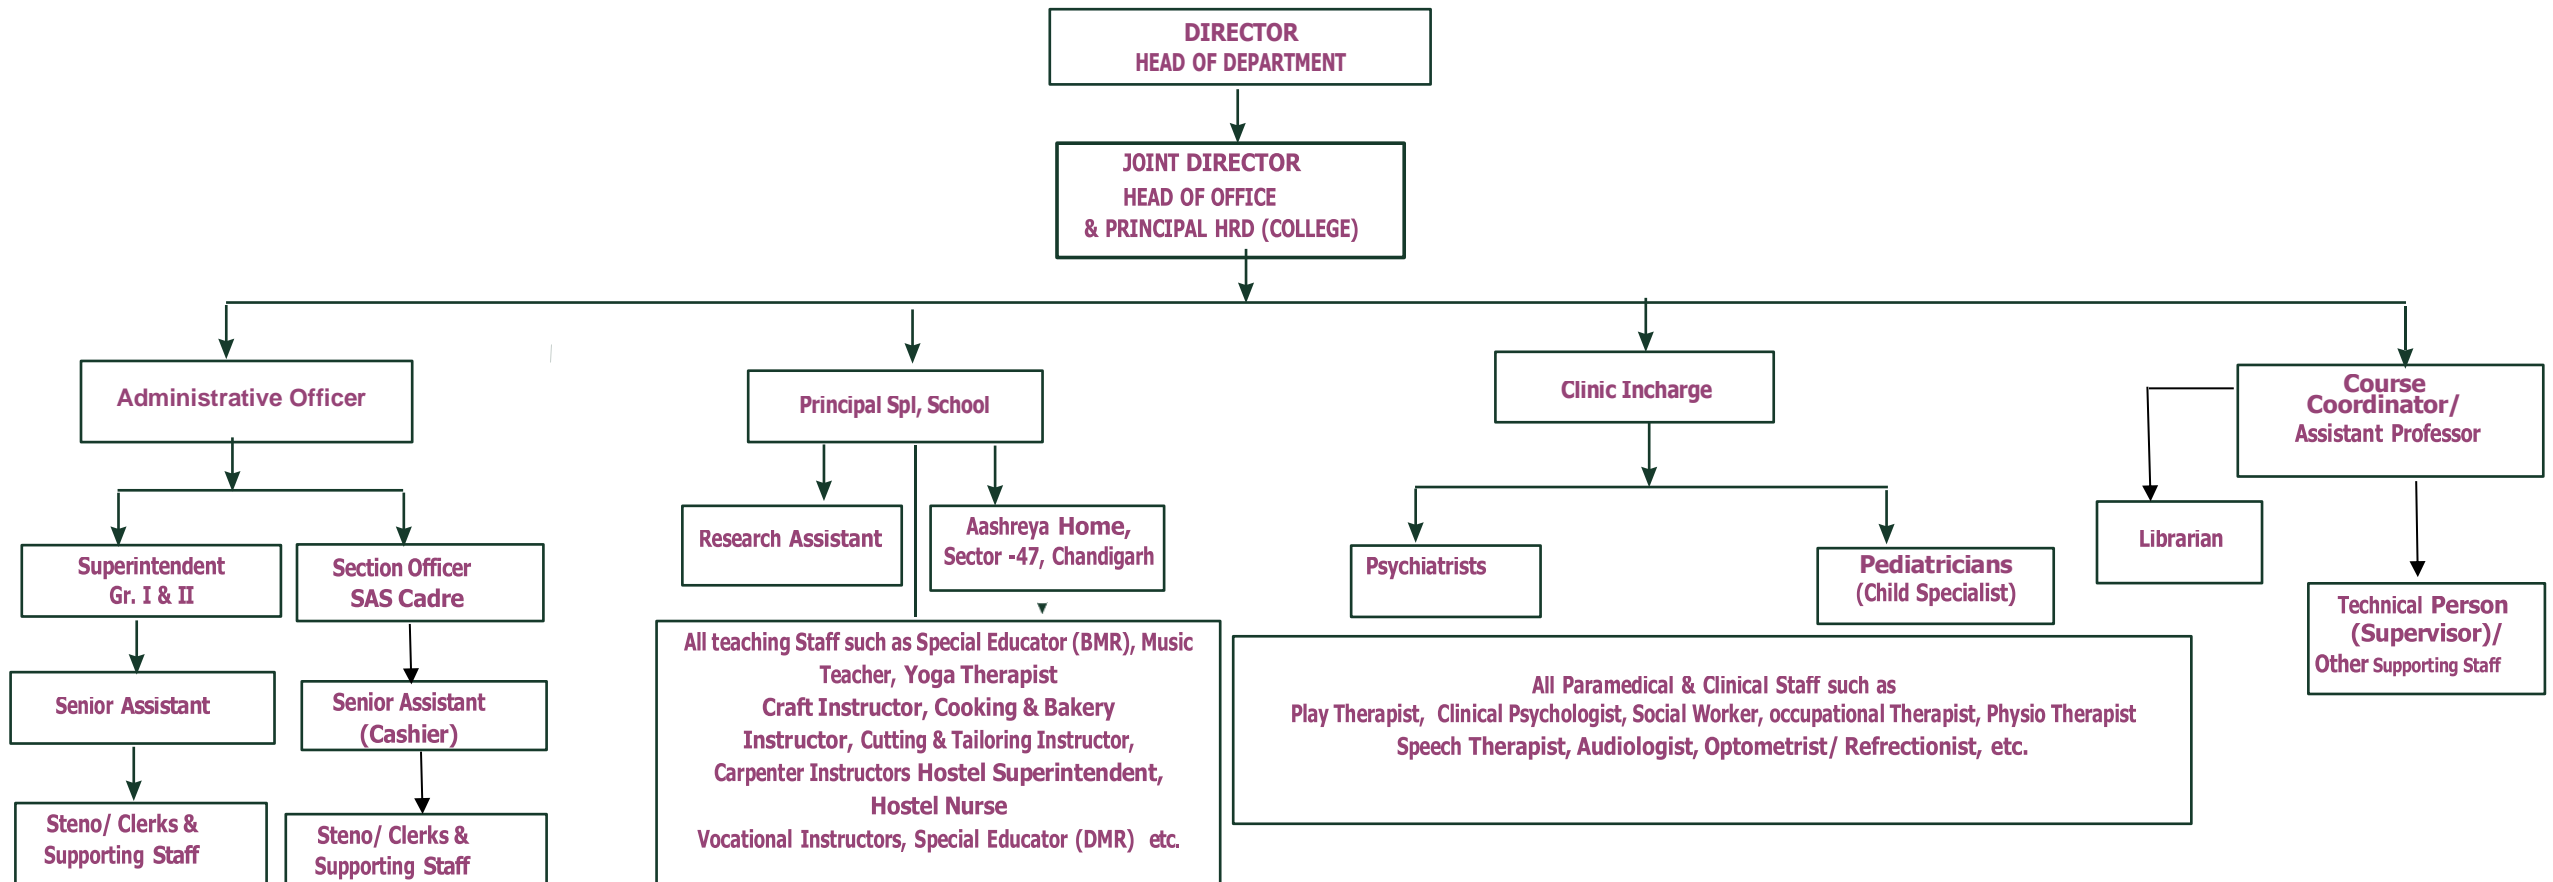 DIRECTOR
HEAD OF DEPARTMENT
JOINT DIRECTOR
HEAD OF OFFICE
& PRINCIPAL HRD (COLLEGE)
Administrative Officer
Principal Spl, School
Clinic Incharge
Course
Coordinator/
Assistant Professor
Superintendent
Gr. I & II
Section Officer
SAS Cadre
Research Assistant
Aashreya Home,
Sector -47, Chandigarh
Psychiatrists
Pediatricians
(Child Specialist)
Librarian
Technical Person
(Supervisor)/
Other Supporting Staff
Senior Assistant
Senior Assistant
(Cashier)
Steno/ Clerks &
Supporting Staff
Steno/ Clerks &
Supporting Staff
All teaching Staff such as Special Educator (BMR), Music
Teacher, Yoga Therapist
Craft Instructor, Cooking & Bakery
Instructor, Cutting & Tailoring Instructor,
Carpenter Instructors Hostel Superintendent,
Hostel Nurse
Vocational Instructors, Special Educator (DMR) etc.
All Paramedical & Clinical Staff such as
Play Therapist, Clinical Psychologist, Social Worker, occupational Therapist, Physio Therapist
Speech Therapist, Audiologist, Optometrist/ Refrectionist, etc.